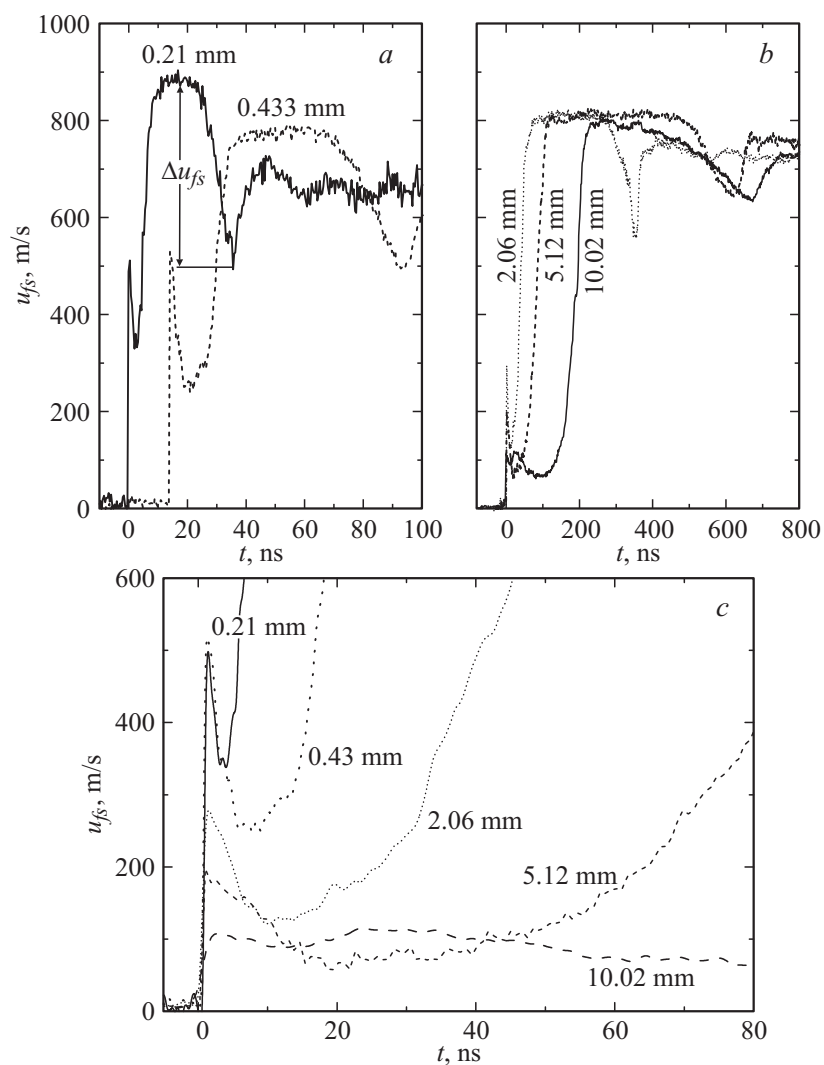 1000
800
600
400
200
0
u_fs, m/s
0.21 mm
a
0.433 mm
Δu_fs
0 20 40 60 80 100
t, ns
b
2.06 mm
5.12 mm
10.02 mm
0 200 400 600 800
t, ns
600
400
200
0
u_fs, m/s
c
0.21 mm
0.43 mm
2.06 mm
5.12 mm
10.02 mm
0 20 40 60 80
t, ns